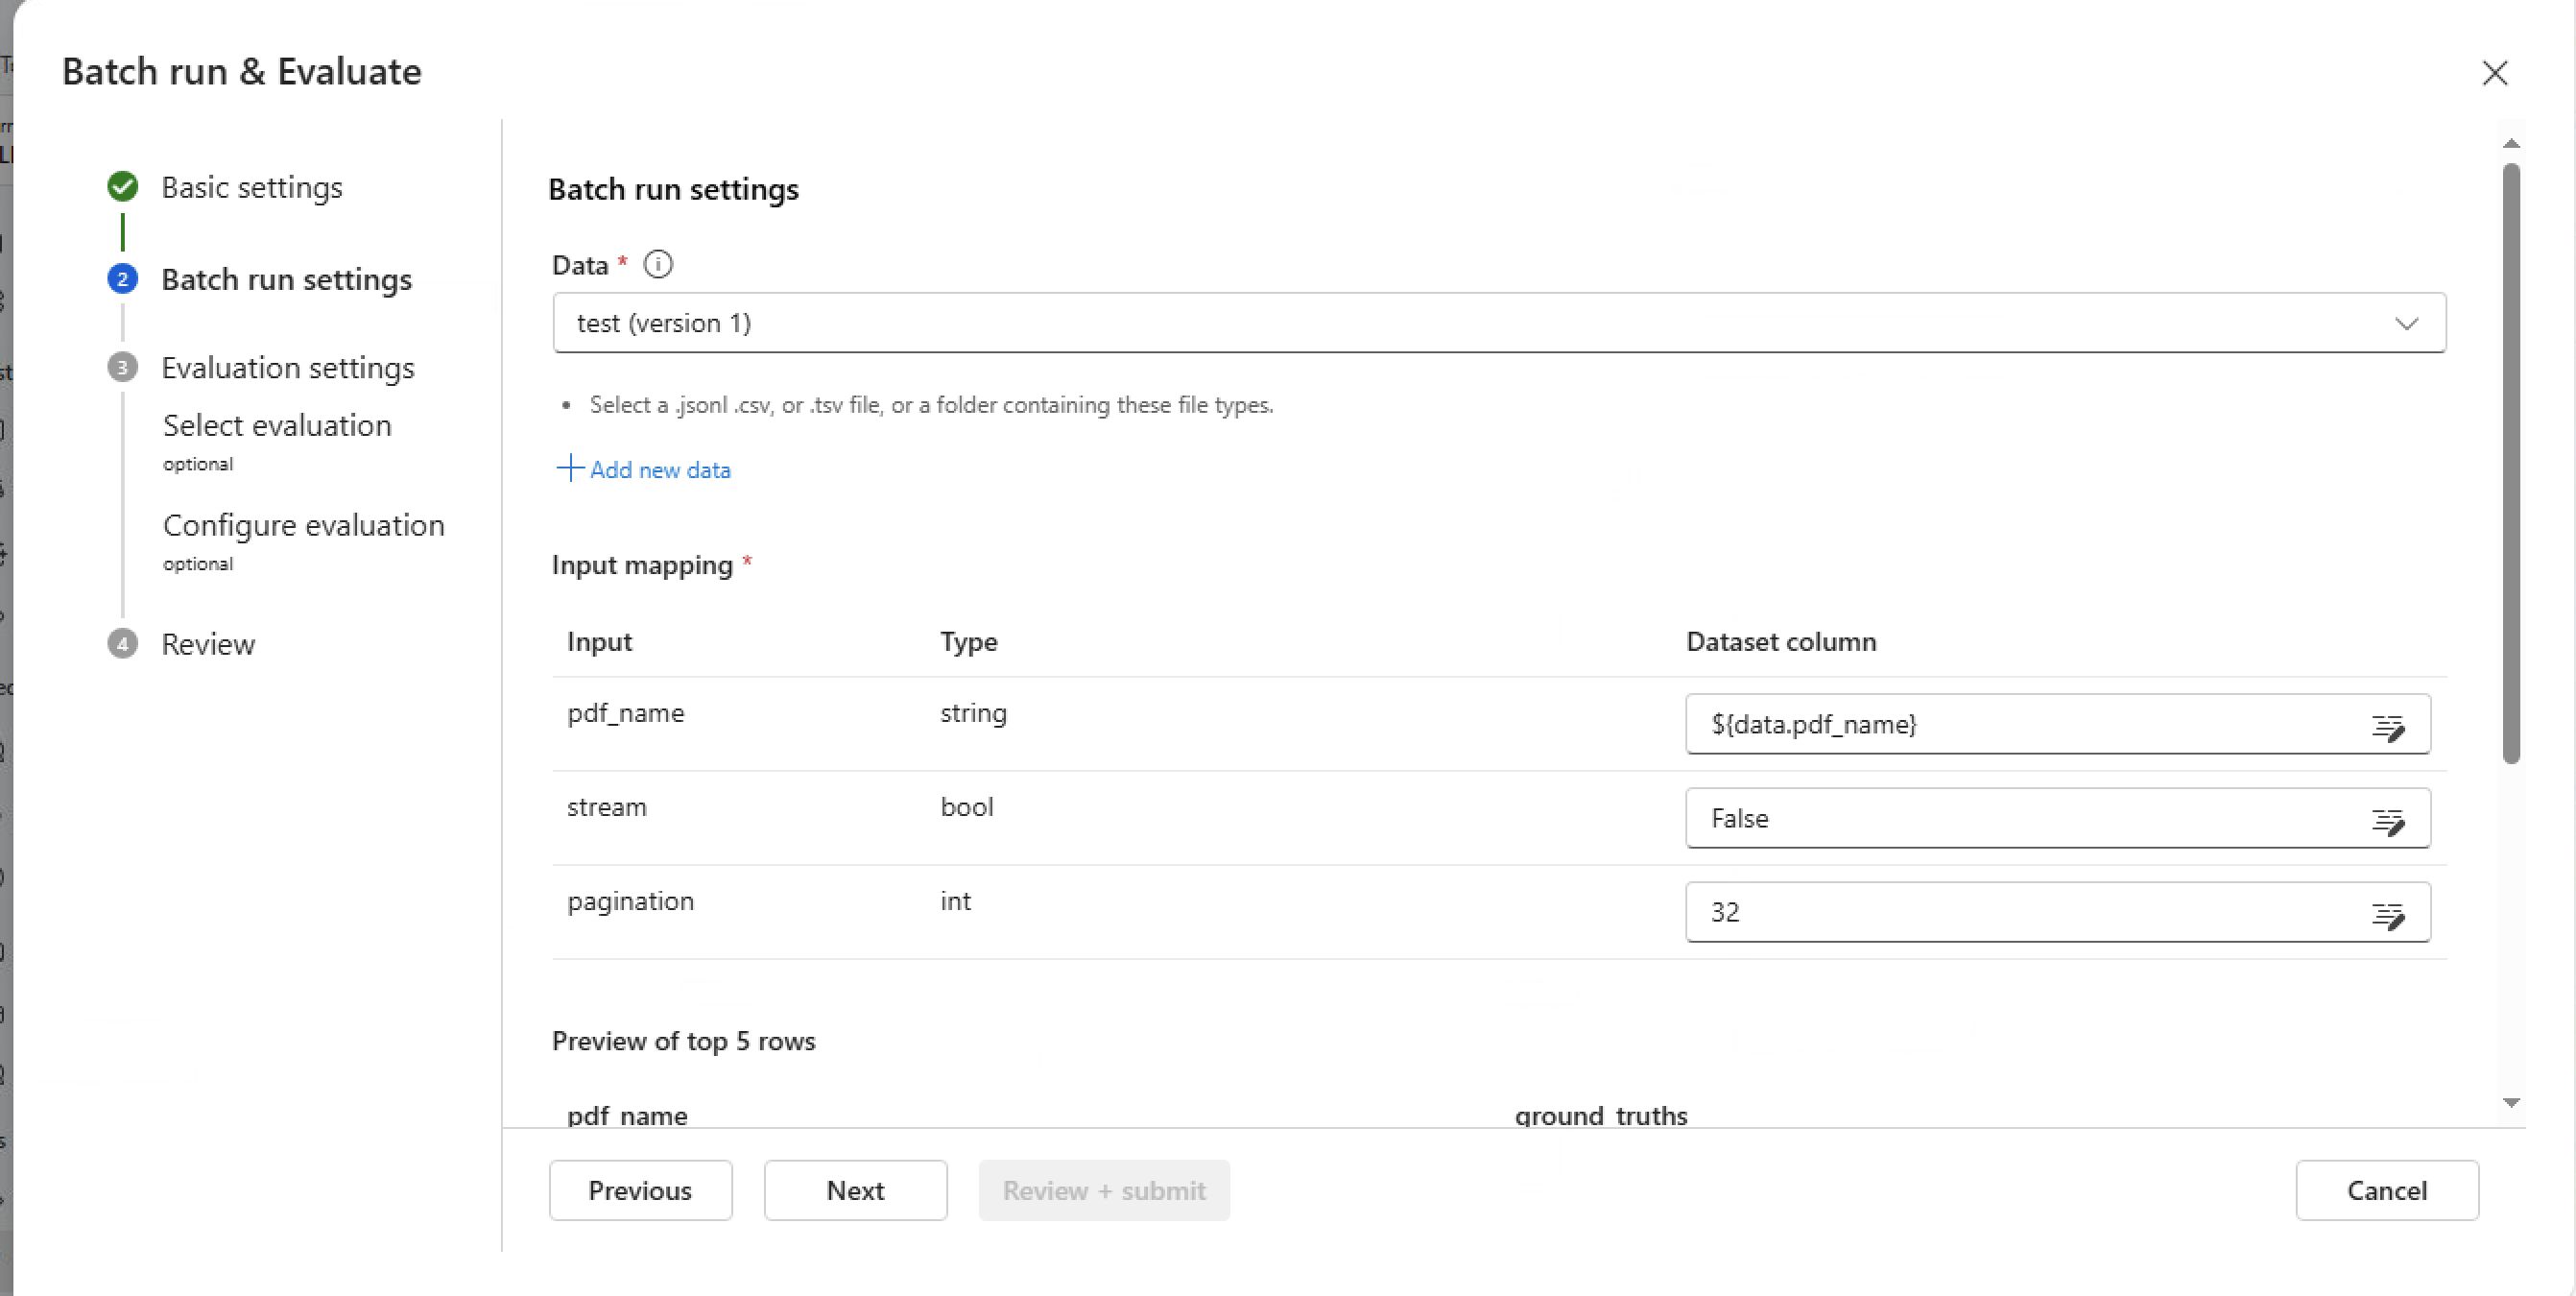 Batch run & Evaluate
Basic settings
2 Batch run settings
3 Evaluation settings
Select evaluation
optional
Configure evaluation
optional
4 Review
Batch run settings
Data *
test (version 1)
• Select a .jsonl .csv, or .tsv file, or a folder containing these file types.
Add new data
Input mapping *
Input Type Dataset column
pdf_name string ${data.pdf_name}
stream bool False
pagination int 32
Preview of top 5 rows
pdf_name ground_truths
Previous Next Review + submit Cancel